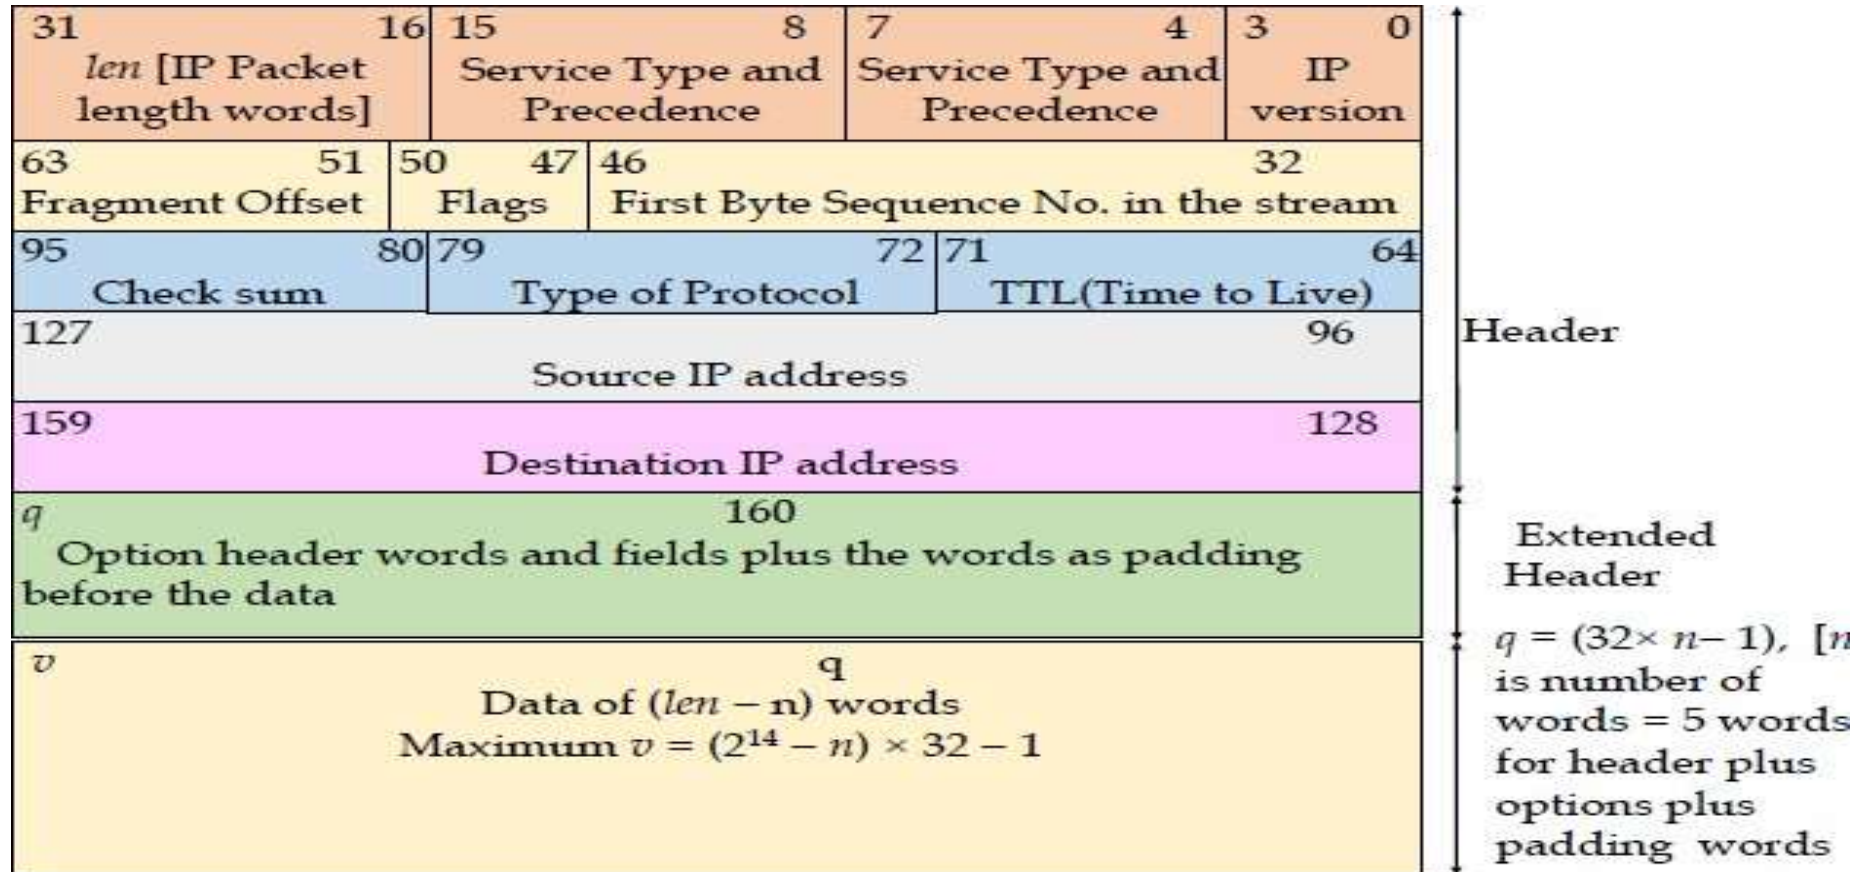 31 16 15 8 7 4 3 0
len [IP Packet Service Type and Service Type and IP
length words] Precedence Precedence version
63 51 50 47 46 32
Fragment Offset Flags First Byte Sequence No. in the stream
95 80 79 72 71 64
Check sum Type of Protocol TTL(Time to Live)
127 96
Header
Source IP address
159 128
Destination IP address
q 160
Option header words and fields plus the words as padding
before the data
Extended
Header
v q
Data of (len – n) words
Maximum v = (2¹⁴ – n) × 32 – 1
q = (32× n– 1), [n
is number of
words = 5 words
for header plus
options plus
padding words